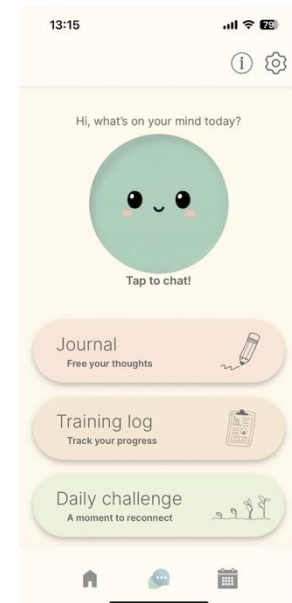 13:15
79
Hi, what's on your mind today?
Tap to chat!
Journal
Free your thoughts
Training log
Track your progress
Daily challenge
A moment to reconnect